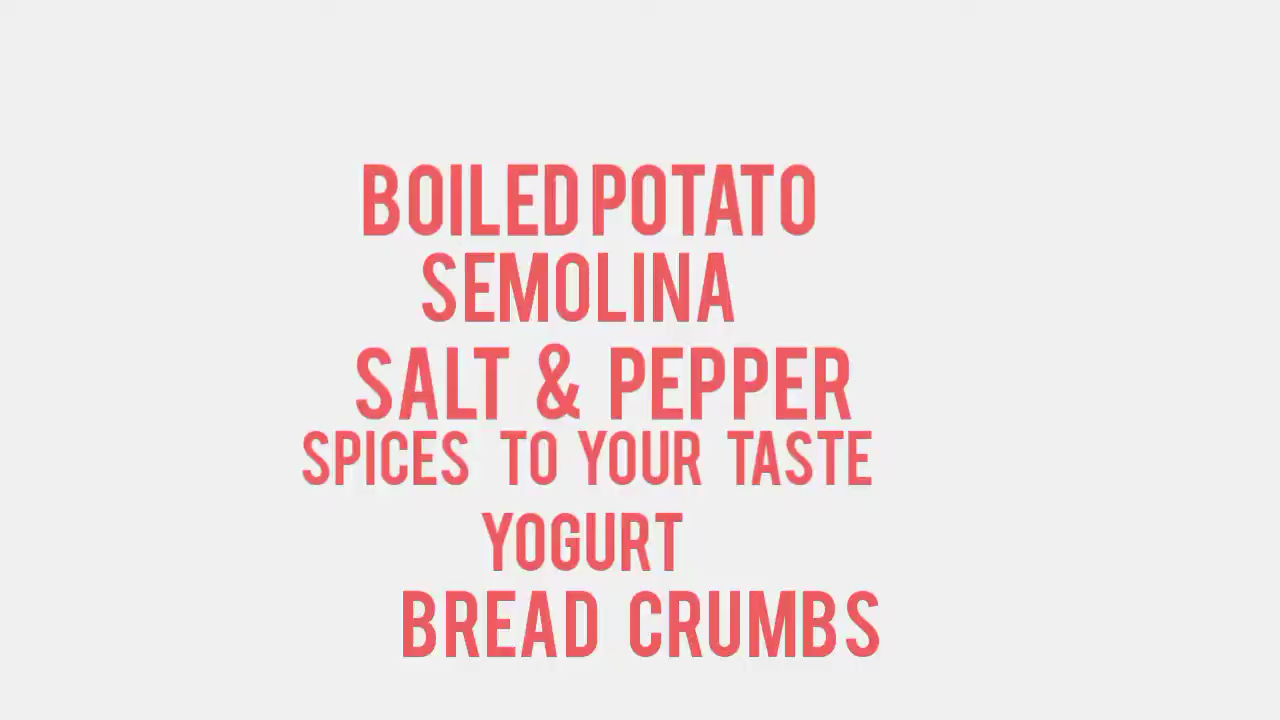 BOILED POTATO
SEMOLINA
SALT & PEPPER
SPICES TO YOUR TASTE
YOGURT
BREAD CRUMBS